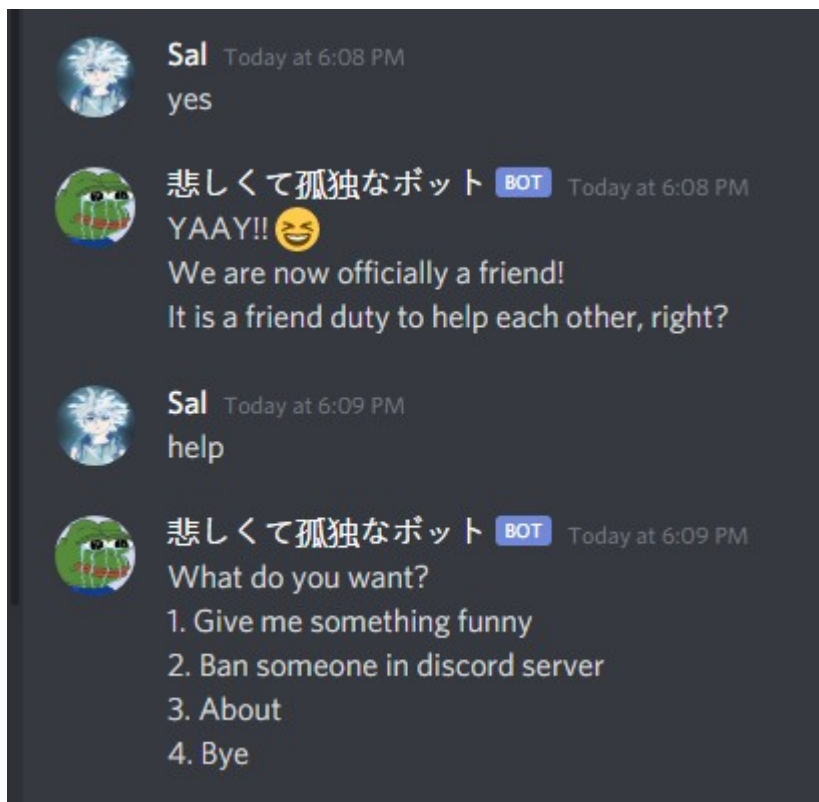 Sal Today at 6:08 PM
yes
悲しくて孤独なボット BOT Today at 6:08 PM
YAAY!!
We are now officially a friend!
It is a friend duty to help each other, right?
Sal Today at 6:09 PM
help
悲しくて孤独なボット BOT Today at 6:09 PM
What do you want?
1. Give me something funny
2. Ban someone in discord server
3. About
4. Bye